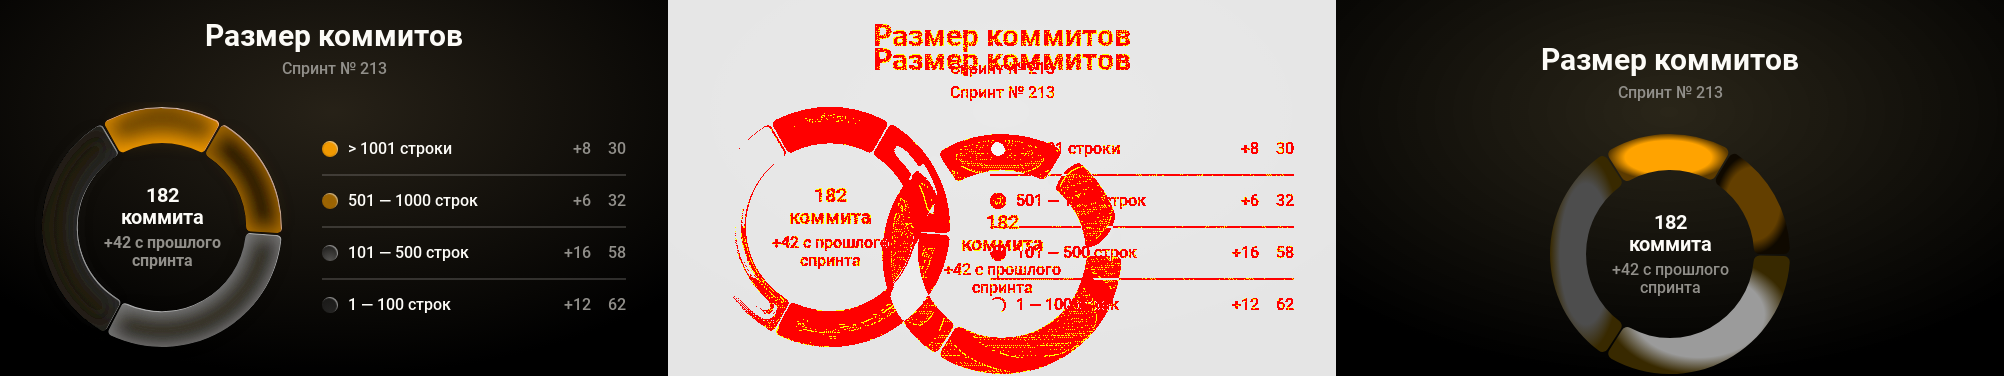 Размер коммитов
Спринт № 213
182
коммита
+42 с прошлого
спринта
> 1001 строки +8 30
501 — 1000 строк +6 32
101 — 500 строк +16 58
1 — 100 строк +12 62
Размер коммитов
Размер коммитов
Спринт № 213
Спринт № 213
182
коммита
+42 с прошлого
спринта
182
коммита
+42 с прошлого
спринта
строки +8 30
501 — строк +6 32
101 — 500 строк +16 58
1 — +12 62
Размер коммитов
Спринт № 213
182
коммита
+42 с прошлого
спринта